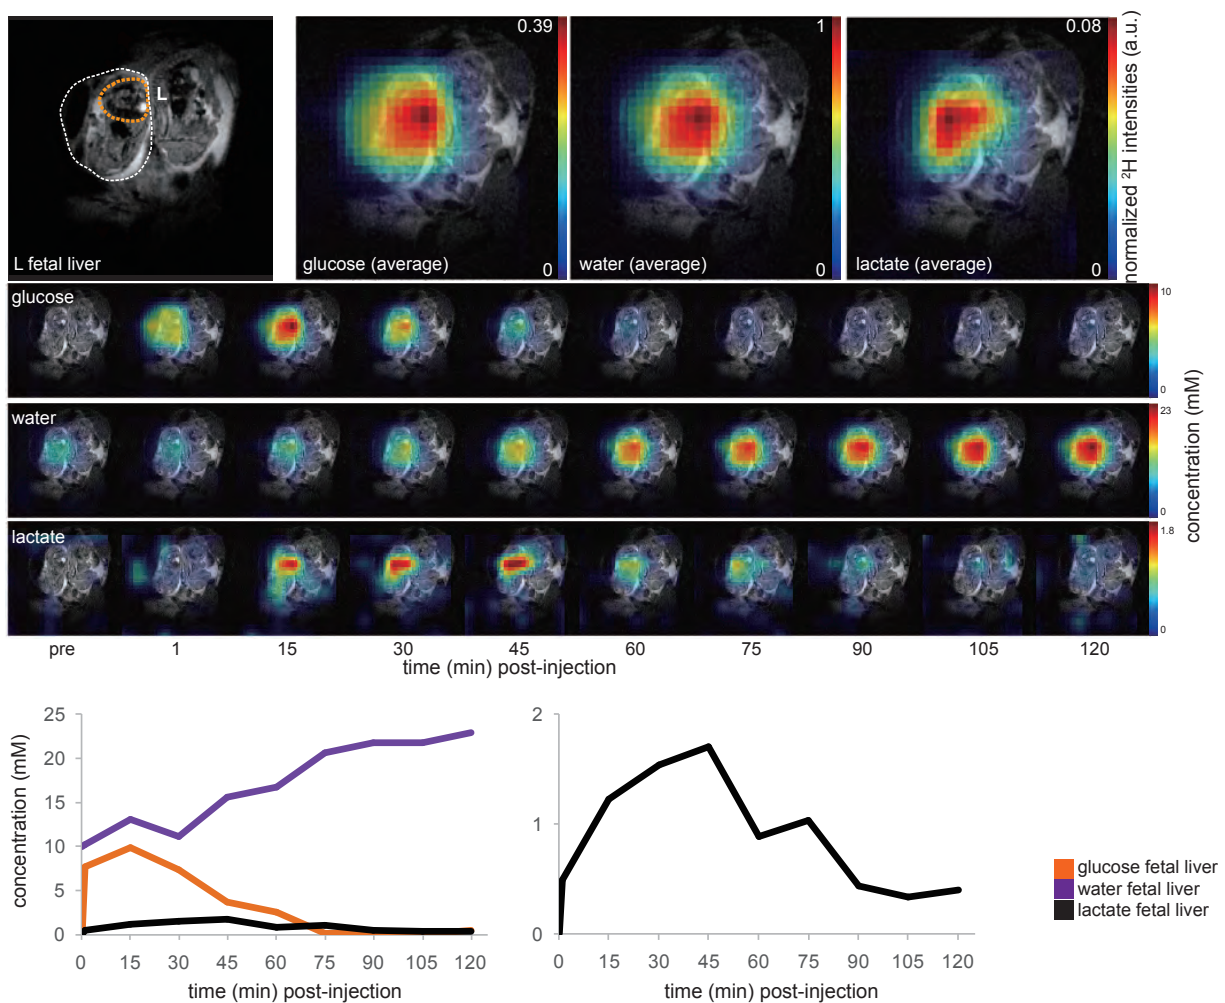 L
L fetal liver
0.39
0
glucose (average)
1
0
water (average)
0.08
0
lactate (average)
normalized ²H intensities (a.u.)
glucose
10
0
water
23
0
lactate
1.8
0
concentration (mM)
pre 1 15 30 45 60 75 90 105 120
time (min) post-injection
25
20
15
10
5
0
concentration (mM)
0 15 30 45 60 75 90 105 120
time (min) post-injection
2
1
0
0 15 30 45 60 75 90 105 120
time (min) post-injection
glucose fetal liver
water fetal liver
lactate fetal liver